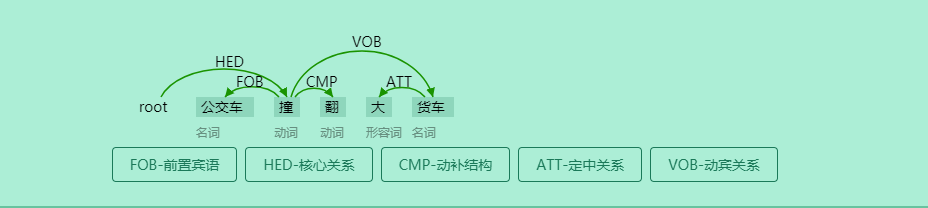 VOB
HED
FOB CMP ATT
root 公交车 撞 翻 大 货车
名词 动词 动词 形容词 名词
FOB-前置宾语 HED-核心关系 CMP-动补结构 ATT-定中关系 VOB-动宾关系